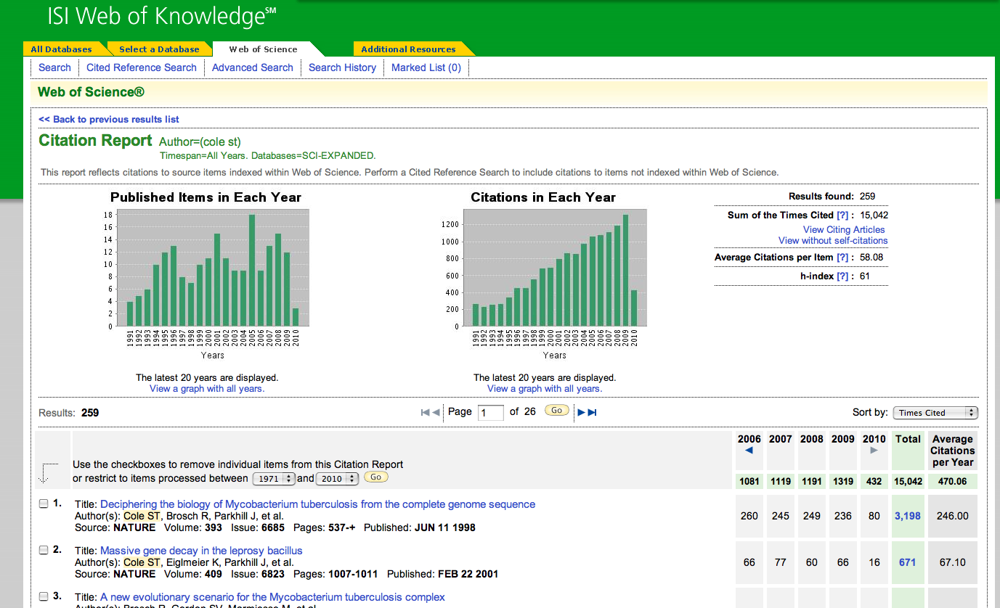 ISI Web of Knowledge℠
All Databases Select a Database Web of Science Additional Resources
Search Cited Reference Search Advanced Search Search History Marked List (0)
Web of Science®
<< Back to previous results list
Citation Report Author=(cole st)
Timespan=All Years. Databases=SCI-EXPANDED.
This report reflects citations to source items indexed within Web of Science. Perform a Cited Reference Search to include citations to items not indexed within Web of Science.
Published Items in Each Year
18
16
14
12
10
8
6
4
2
0
1991 1992 1993 1994 1995 1996 1997 1998 1999 2000 2001 2002 2003 2004 2005 2006 2007 2008 2009 2010
Years
The latest 20 years are displayed.
View a graph with all years.
Citations in Each Year
1200
1000
800
600
400
200
0
1991 1992 1993 1994 1995 1996 1997 1998 1999 2000 2001 2002 2003 2004 2005 2006 2007 2008 2009 2010
Years
The latest 20 years are displayed.
View a graph with all years.
Results found: 259
Sum of the Times Cited [?] : 15,042
View Citing Articles
View without self-citations
Average Citations per Item [?] : 58.08
h-index [?] : 61
Results: 259 Page 1 of 26 Go Sort by: Times Cited
2006 2007 2008 2009 2010 Total Average
Citations
per Year
Use the checkboxes to remove individual items from this Citation Report
or restrict to items processed between 1971 and 2010 Go
1081 1119 1191 1319 432 15,042 470.06
1. Title: Deciphering the biology of Mycobacterium tuberculosis from the complete genome sequence
Author(s): Cole ST, Brosch R, Parkhill J, et al.
Source: NATURE Volume: 393 Issue: 6685 Pages: 537-+ Published: JUN 11 1998
260 245 249 236 80 3,198 246.00
2. Title: Massive gene decay in the leprosy bacillus
Author(s): Cole ST, Eiglmeier K, Parkhill J, et al.
Source: NATURE Volume: 409 Issue: 6823 Pages: 1007-1011 Published: FEB 22 2001
66 77 60 66 16 671 67.10
3. Title: A new evolutionary scenario for the Mycobacterium tuberculosis complex
Author(s): Brosch R, Gordon SV, Marmiesse M, et al.